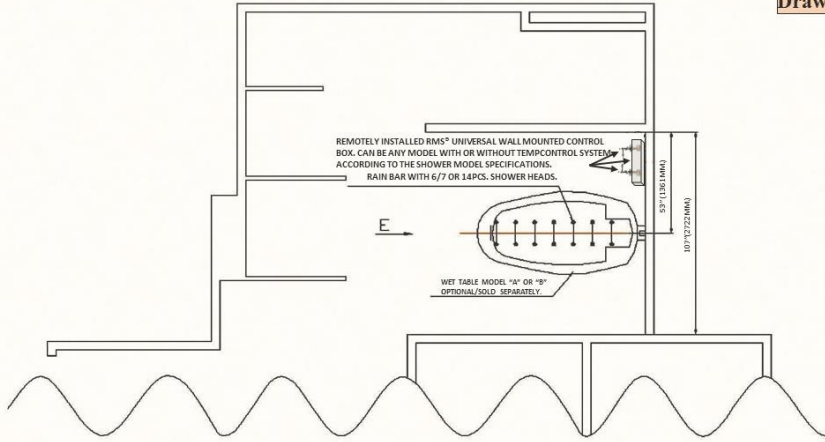 Draw
REMOTELY INSTALLED RMS® UNIVERSAL WALL MOUNTED CONTROL
BOX. CAN BE ANY MODEL WITH OR WITHOUT TEMPCONTROL SYSTEM
ACCORDING TO THE SHOWER MODEL SPECIFICATIONS.
RAIN BAR WITH 6/7 OR 14PCS. SHOWER HEADS.
53"(1361MM.)
107"(2722MM.)
E
WET TABLE MODEL "A" OR "B"
OPTIONAL/SOLD SEPARATELY.